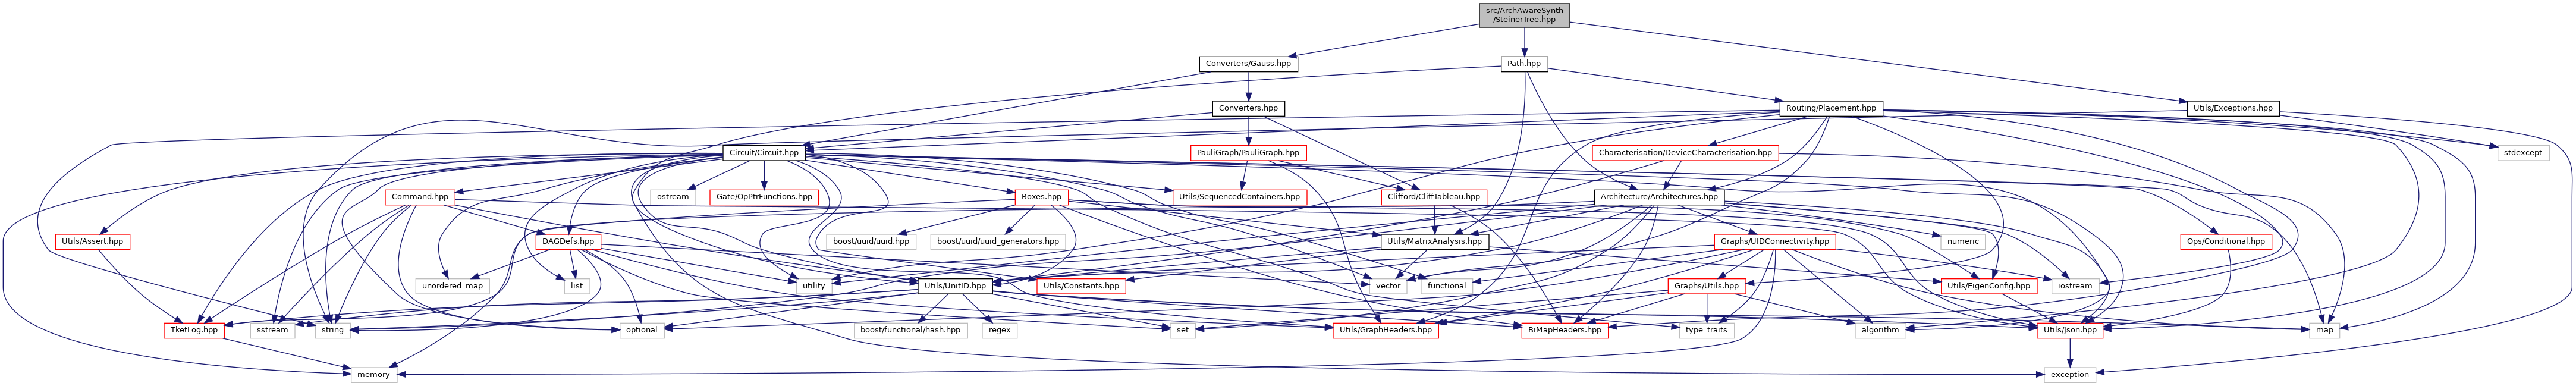 src/ArchAwareSynth
/SteinerTree.hpp
Converters/Gauss.hpp
Path.hpp
Converters.hpp
Routing/Placement.hpp
Utils/Exceptions.hpp
Circuit/Circuit.hpp
PauliGraph/PauliGraph.hpp
Characterisation/DeviceCharacterisation.hpp
stdexcept
Command.hpp
ostream
Gate/OpPtrFunctions.hpp
Boxes.hpp
Utils/SequencedContainers.hpp
Clifford/CliffTableau.hpp
Architecture/Architectures.hpp
Utils/Assert.hpp
DAGDefs.hpp
boost/uuid/uuid.hpp
boost/uuid/uuid_generators.hpp
Utils/MatrixAnalysis.hpp
Graphs/UIDConnectivity.hpp
numeric
Ops/Conditional.hpp
unordered_map
list
utility
Utils/UnitID.hpp
Utils/Constants.hpp
vector
functional
Graphs/Utils.hpp
Utils/EigenConfig.hpp
iostream
TketLog.hpp
sstream
string
optional
boost/functional/hash.hpp
regex
set
Utils/GraphHeaders.hpp
BiMapHeaders.hpp
type_traits
algorithm
Utils/Json.hpp
map
memory
exception